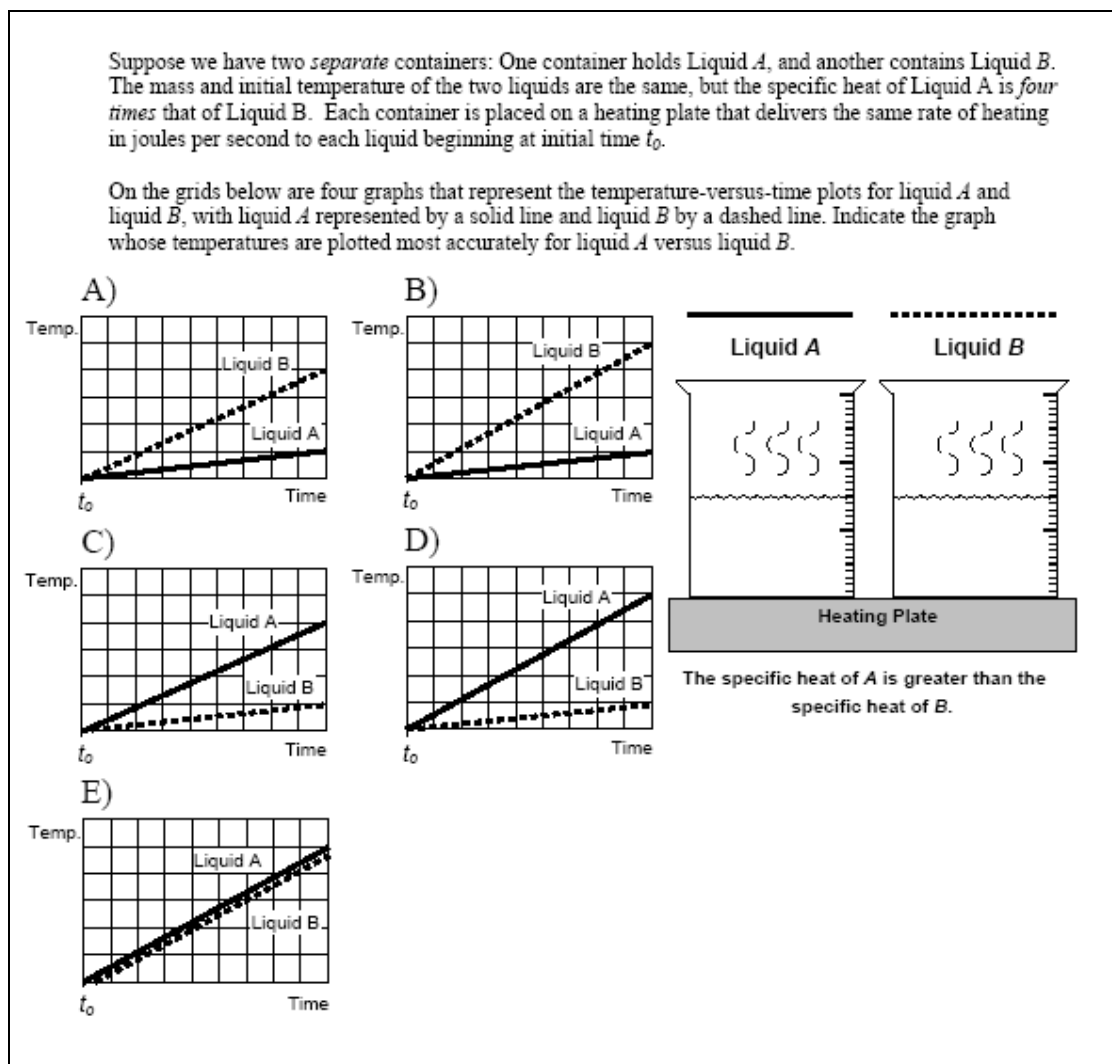 Suppose we have two separate containers: One container holds Liquid A, and another contains Liquid B.
The mass and initial temperature of the two liquids are the same, but the specific heat of Liquid A is four
times that of Liquid B. Each container is placed on a heating plate that delivers the same rate of heating
in joules per second to each liquid beginning at initial time t0.
On the grids below are four graphs that represent the temperature-versus-time plots for liquid A and
liquid B, with liquid A represented by a solid line and liquid B by a dashed line. Indicate the graph
whose temperatures are plotted most accurately for liquid A versus liquid B.
A)
Temp.
Liquid B
Liquid A
t0
Time
B)
Temp.
Liquid B
Liquid A
t0
Time
Liquid A
Liquid B
Heating Plate
The specific heat of A is greater than the
specific heat of B.
C)
Temp.
Liquid A
Liquid B
t0
Time
D)
Temp.
Liquid A
Liquid B
t0
Time
E)
Temp.
Liquid A
Liquid B
t0
Time